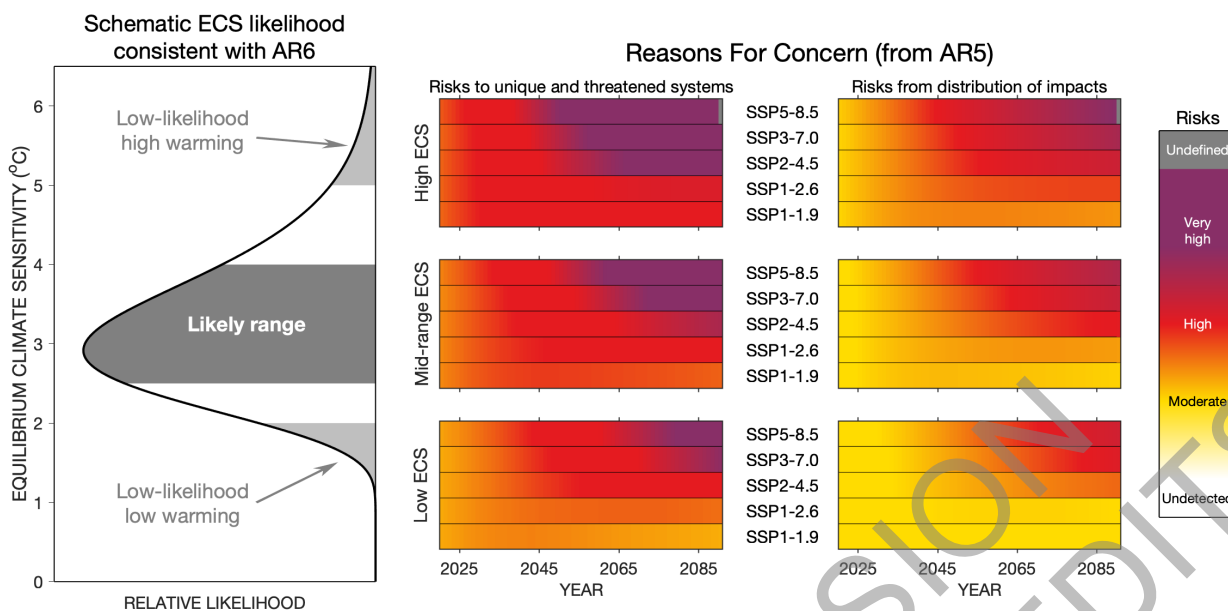 Schematic ECS likelihood
consistent with AR6
EQUILIBRIUM CLIMATE SENSITIVITY (°C)
6
5
4
3
2
1
0
Low-likelihood
high warming
Likely range
Low-likelihood
low warming
RELATIVE LIKELIHOOD
Reasons For Concern (from AR5)
Risks to unique and threatened systems
Risks from distribution of impacts
High ECS
SSP5-8.5
SSP3-7.0
SSP2-4.5
SSP1-2.6
SSP1-1.9
Mid-range ECS
SSP5-8.5
SSP3-7.0
SSP2-4.5
SSP1-2.6
SSP1-1.9
Low ECS
SSP5-8.5
SSP3-7.0
SSP2-4.5
SSP1-2.6
SSP1-1.9
2025 2045 2065 2085
YEAR
2025 2045 2065 2085
YEAR
Risks
Undefined
Very
high
High
Moderate
Undetected
SION
EDITS